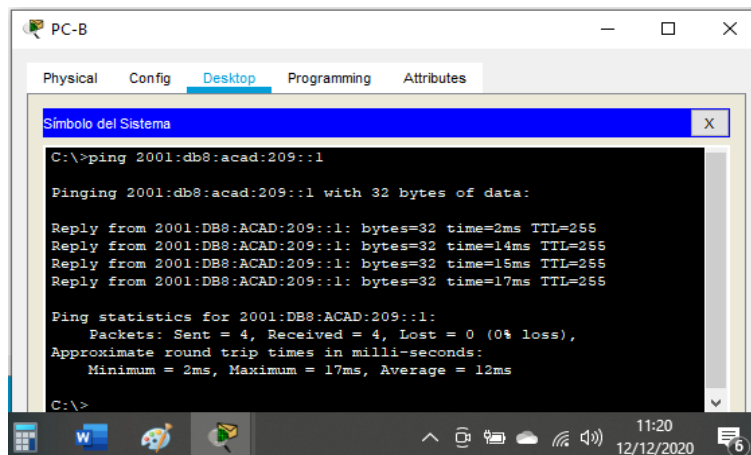 PC-B
Physical Config Desktop Programming Attributes
Símbolo del Sistema X
C:\>ping 2001:db8:acad:209::1
Pinging 2001:db8:acad:209::1 with 32 bytes of data:
Reply from 2001:DB8:ACAD:209::1: bytes=32 time=2ms TTL=255
Reply from 2001:DB8:ACAD:209::1: bytes=32 time=14ms TTL=255
Reply from 2001:DB8:ACAD:209::1: bytes=32 time=15ms TTL=255
Reply from 2001:DB8:ACAD:209::1: bytes=32 time=17ms TTL=255
Ping statistics for 2001:DB8:ACAD:209::1:
Packets: Sent = 4, Received = 4, Lost = 0 (0% loss),
Approximate round trip times in milli-seconds:
Minimum = 2ms, Maximum = 17ms, Average = 12ms
C:\>
W
11:20
12/12/2020
6